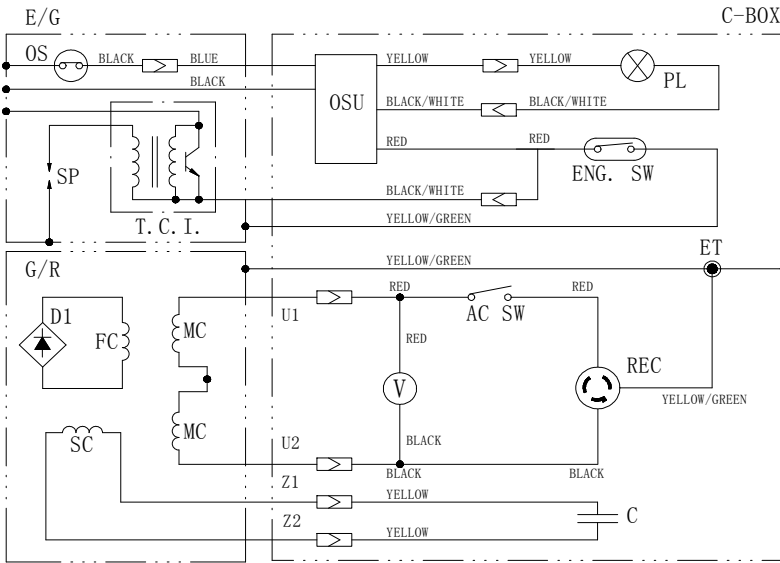 E/G
C-BOX
OS
BLACK
BLUE
YELLOW
YELLOW
PL
BLACK
OSU
BLACK/WHITE
BLACK/WHITE
RED
RED
SP
ENG. SW
T.C.I.
BLACK/WHITE
YELLOW/GREEN
ET
G/R
YELLOW/GREEN
D1
FC
MC
U1
RED
AC SW
RED
RED
V
REC
YELLOW/GREEN
SC
MC
U2
BLACK
BLACK
BLACK
Z1
YELLOW
C
Z2
YELLOW